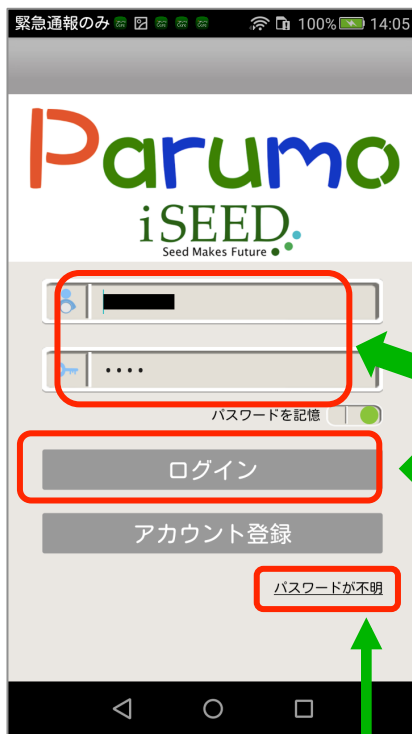 緊急通報のみ 100% 14:05
Parumo
iSEED
Seed Makes Future
••••
パスワードを記憶
ログイン
アカウント登録
パスワードが不明